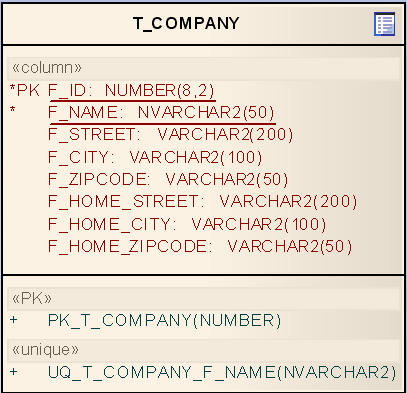 T_COMPANY
«column»
*PK F_ID: NUMBER(8,2)
* F_NAME: NVARCHAR2(50)
F_STREET: VARCHAR2(200)
F_CITY: VARCHAR2(100)
F_ZIPCODE: VARCHAR2(50)
F_HOME_STREET: VARCHAR2(200)
F_HOME_CITY: VARCHAR2(100)
F_HOME_ZIPCODE: VARCHAR2(50)
«PK»
+ PK_T_COMPANY(NUMBER)
«unique»
+ UQ_T_COMPANY_F_NAME(NVARCHAR2)